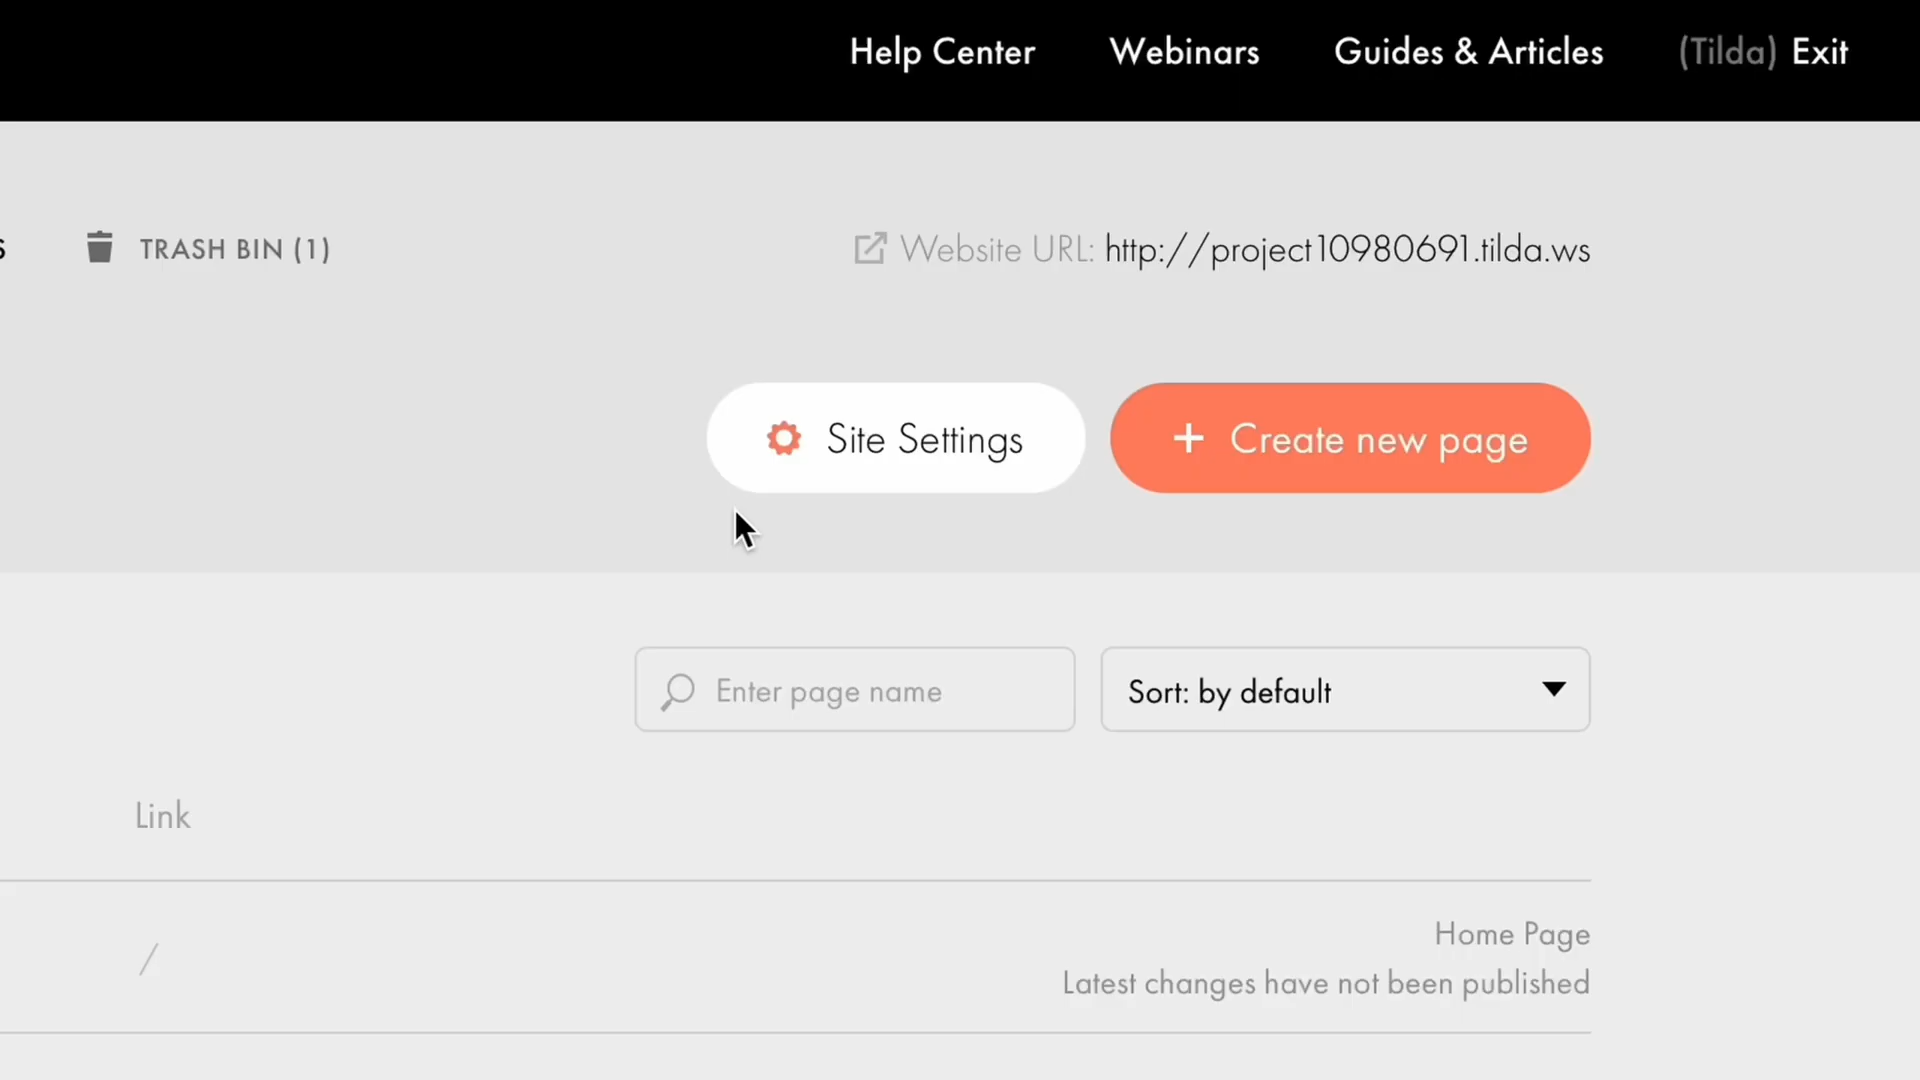 Help Center Webinars Guides & Articles (Tilda) Exit
TRASH BIN (1) Website URL: http://project10980691.tilda.ws
Site Settings + Create new page
Enter page name Sort: by default
Link
/ Home Page
Latest changes have not been published